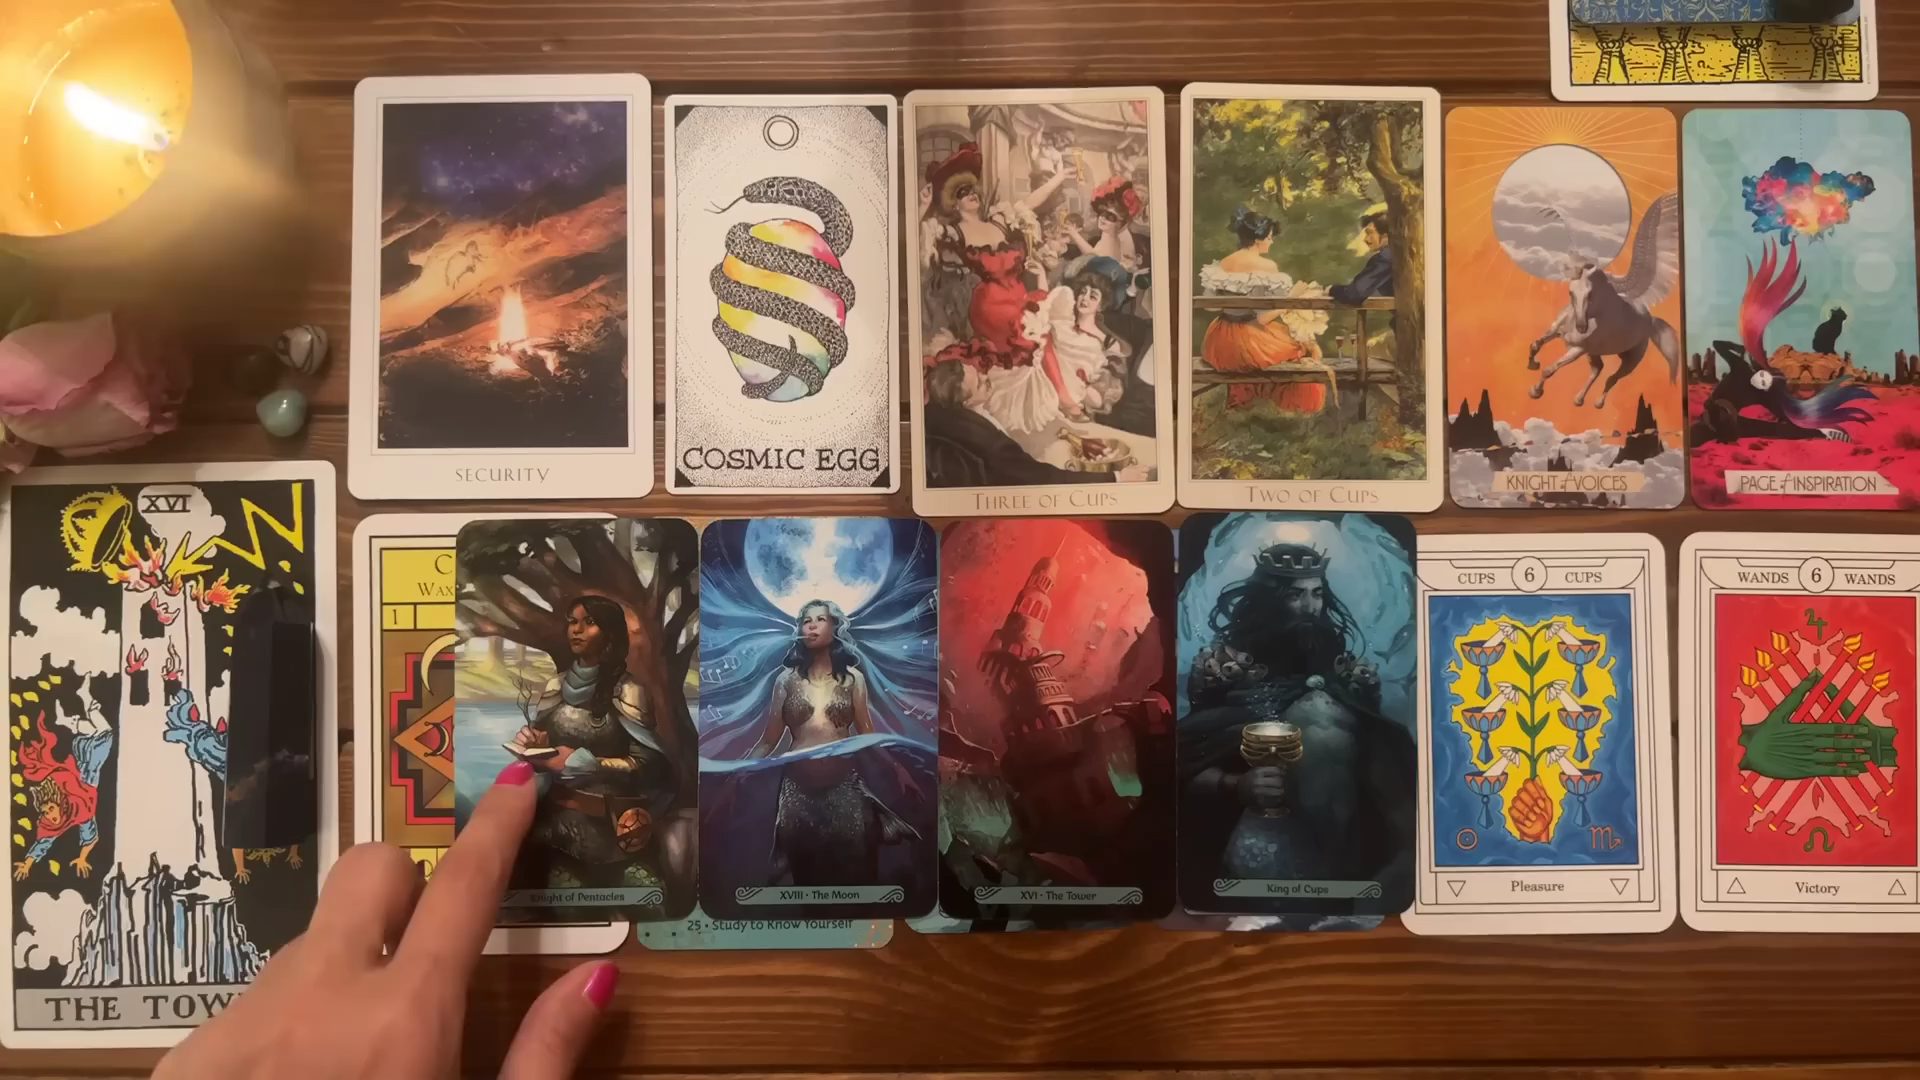 SECURITY
COSMIC EGG
THREE OF CUPS
TWO OF CUPS
KNIGHT of VOICES
PAGE of INSPIRATION
XVI
THE TOW
C
WAX
1
Knight of Pentacles
XVIII • The Moon
XVI • The Tower
King of Cups
25 • Study to Know Yourself
CUPS 6 CUPS
Pleasure
WANDS 6 WANDS
Victory